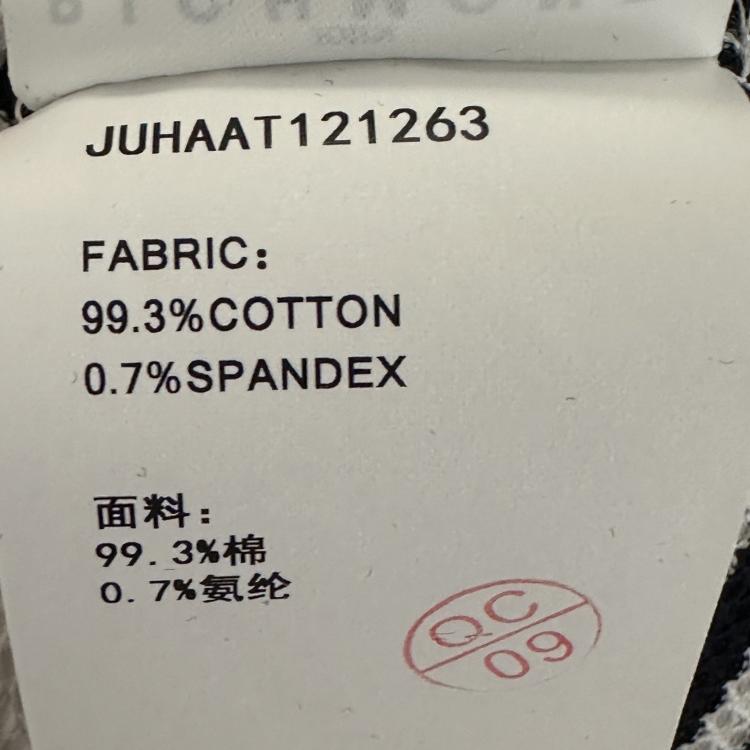 JUHAAT121263
FABRIC:
99.3%COTTON
0.7%SPANDEX
面料:
99.3%棉
0.7%氨纶
QC
09